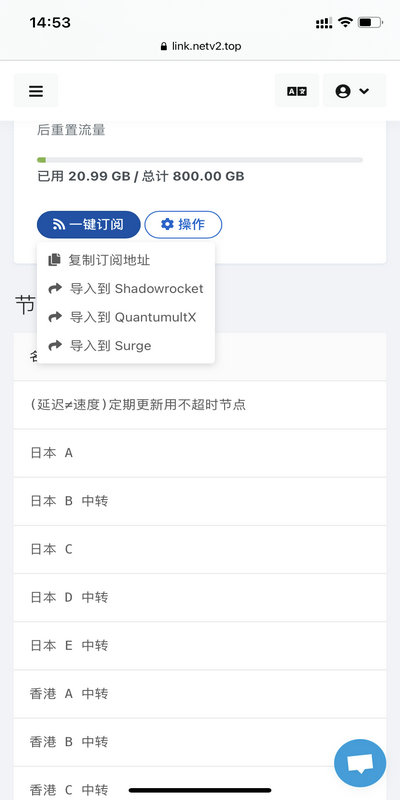 14:53
link.netv2.top
后重置流量
已用 20.99 GB / 总计 800.00 GB
一键订阅 操作
复制订阅地址
导入到 Shadowrocket
导入到 QuantumultX
导入到 Surge
节
(延迟≠速度)定期更新用不超时节点
日本 A
日本 B 中转
日本 C
日本 D 中转
日本 E 中转
香港 A 中转
香港 B 中转
香港 C 中转